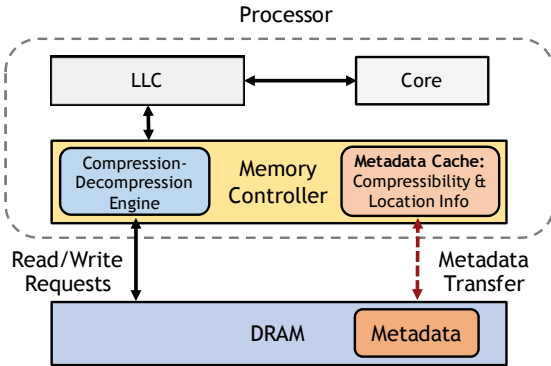 Processor
LLC
Core
Compression-
Decompression
Engine
Memory
Controller
Metadata Cache:
Compressibility &
Location Info
Read/Write
Requests
Metadata
Transfer
DRAM
Metadata